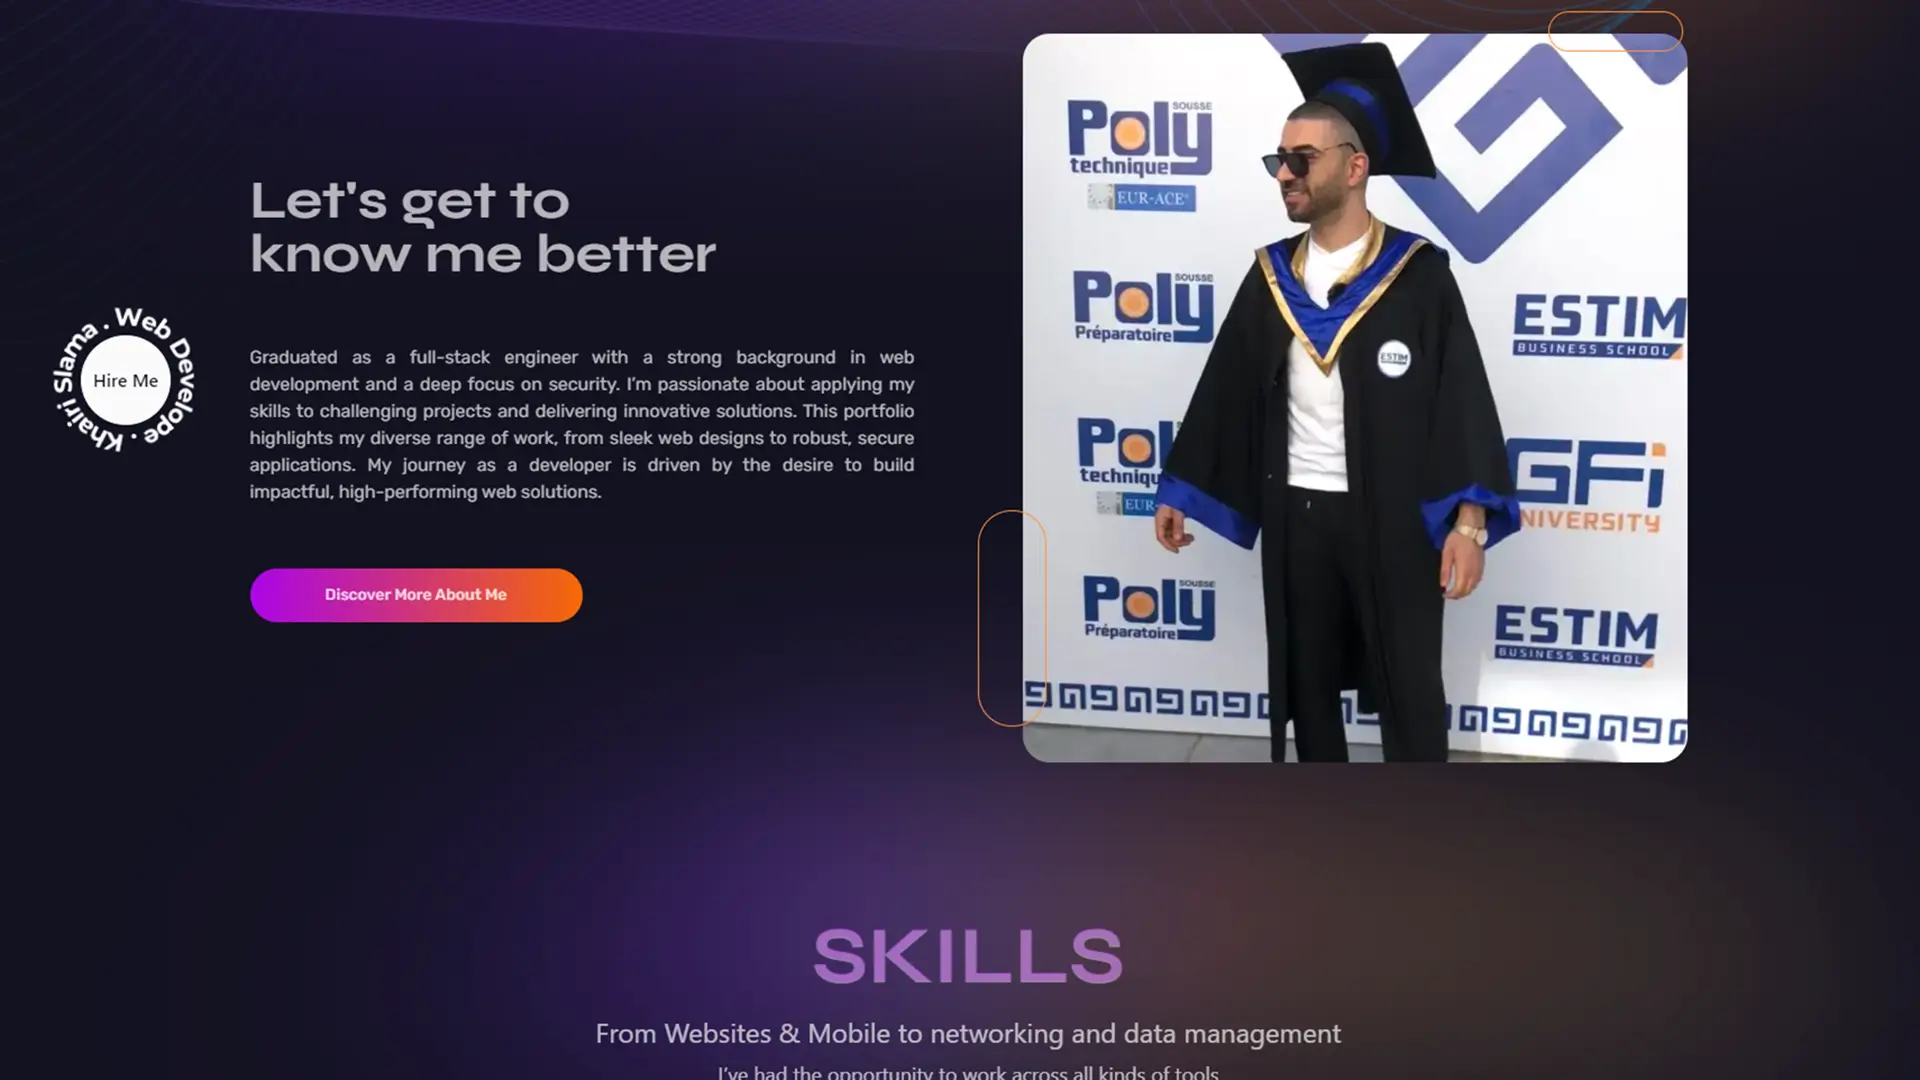 Let's get to
know me better
Khairi Slama . Web Develope .
Hire Me
Graduated as a full-stack engineer with a strong background in web
development and a deep focus on security. I’m passionate about applying my
skills to challenging projects and delivering innovative solutions. This portfolio
highlights my diverse range of work, from sleek web designs to robust, secure
applications. My journey as a developer is driven by the desire to build
impactful, high-performing web solutions.
Discover More About Me
SOUSSE
Poly
technique
EUR-ACE®
SOUSSE
Poly
Préparatoire
ESTIM
BUSINESS SCHOOL
ESTIM
Pol
techniqu
EUR-
GFi
NIVERSITY
SOUSSE
Poly
Préparatoire
ESTIM
BUSINESS SCHOOL
SKILLS
From Websites & Mobile to networking and data management
I’ve had the opportunity to work across all kinds of tools